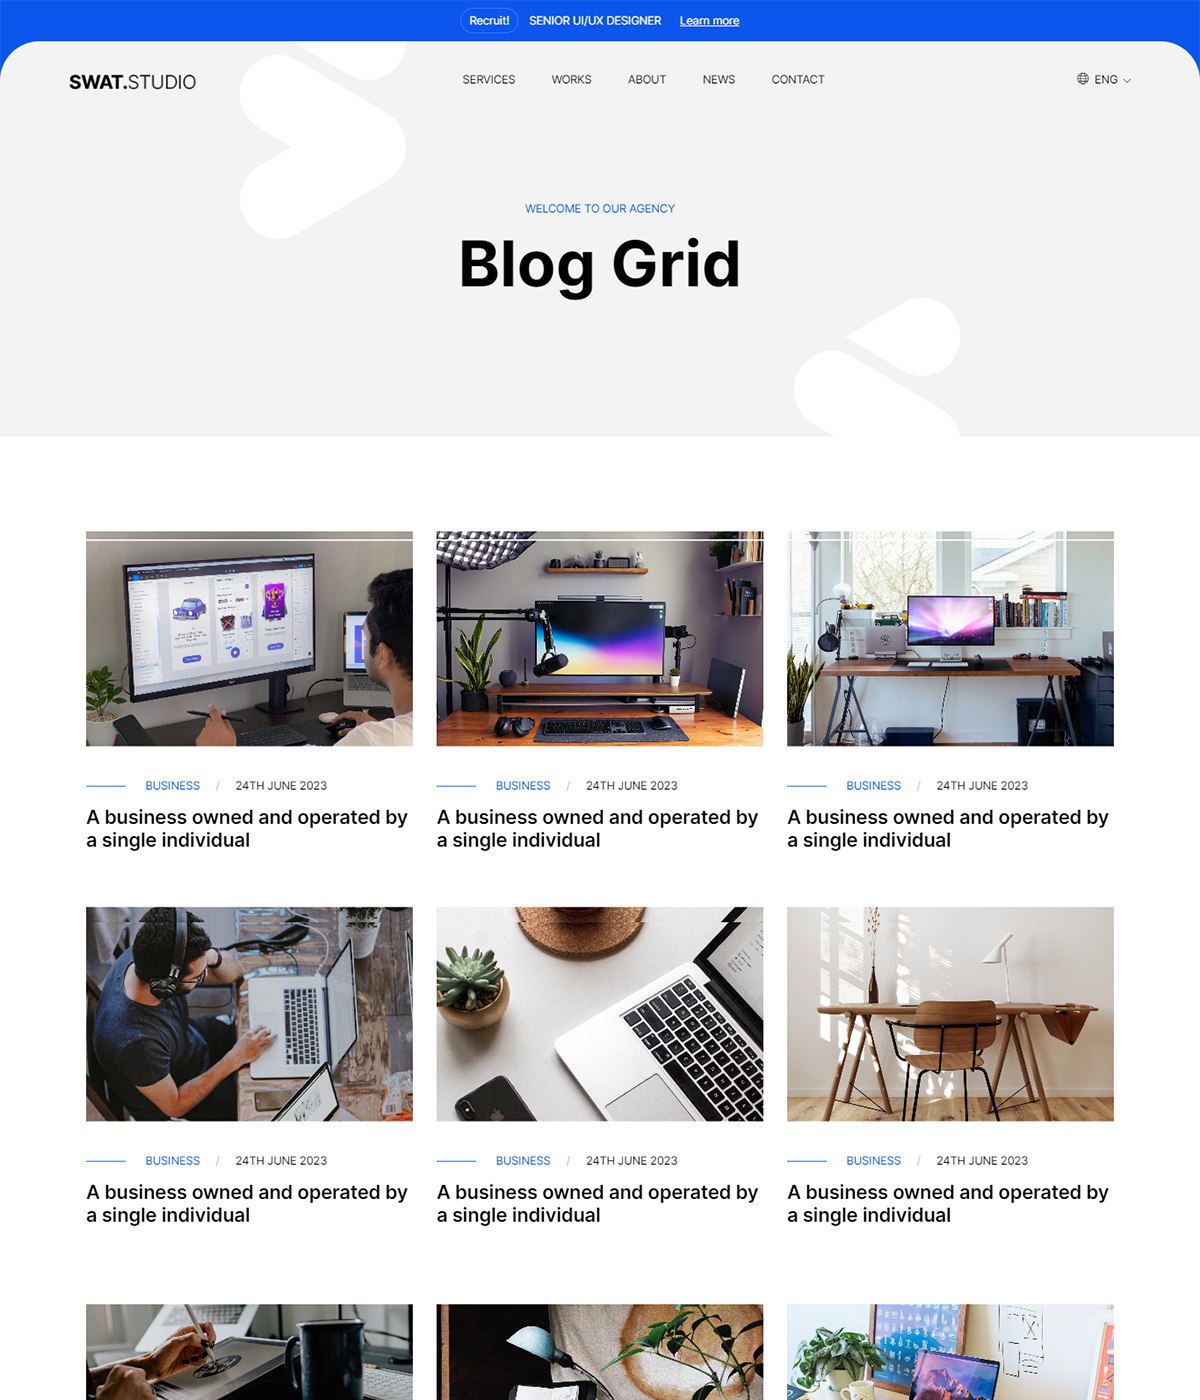 Recruit! SENIOR UI/UX DESIGNER Learn more
SWAT.STUDIO SERVICES WORKS ABOUT NEWS CONTACT ENG
WELCOME TO OUR AGENCY
Blog Grid
BUSINESS / 24TH JUNE 2023
A business owned and operated by
a single individual
BUSINESS / 24TH JUNE 2023
A business owned and operated by
a single individual
BUSINESS / 24TH JUNE 2023
A business owned and operated by
a single individual
BUSINESS / 24TH JUNE 2023
A business owned and operated by
a single individual
BUSINESS / 24TH JUNE 2023
A business owned and operated by
a single individual
BUSINESS / 24TH JUNE 2023
A business owned and operated by
a single individual